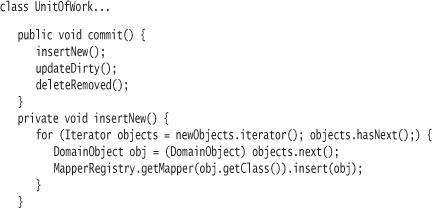 class UnitOfWork...
public void commit() {
insertNew();
updateDirty();
deleteRemoved();
}
private void insertNew() {
for (Iterator objects = newObjects.iterator(); objects.hasNext();) {
DomainObject obj = (DomainObject) objects.next();
MapperRegistry.getMapper(obj.getClass()).insert(obj);
}
}